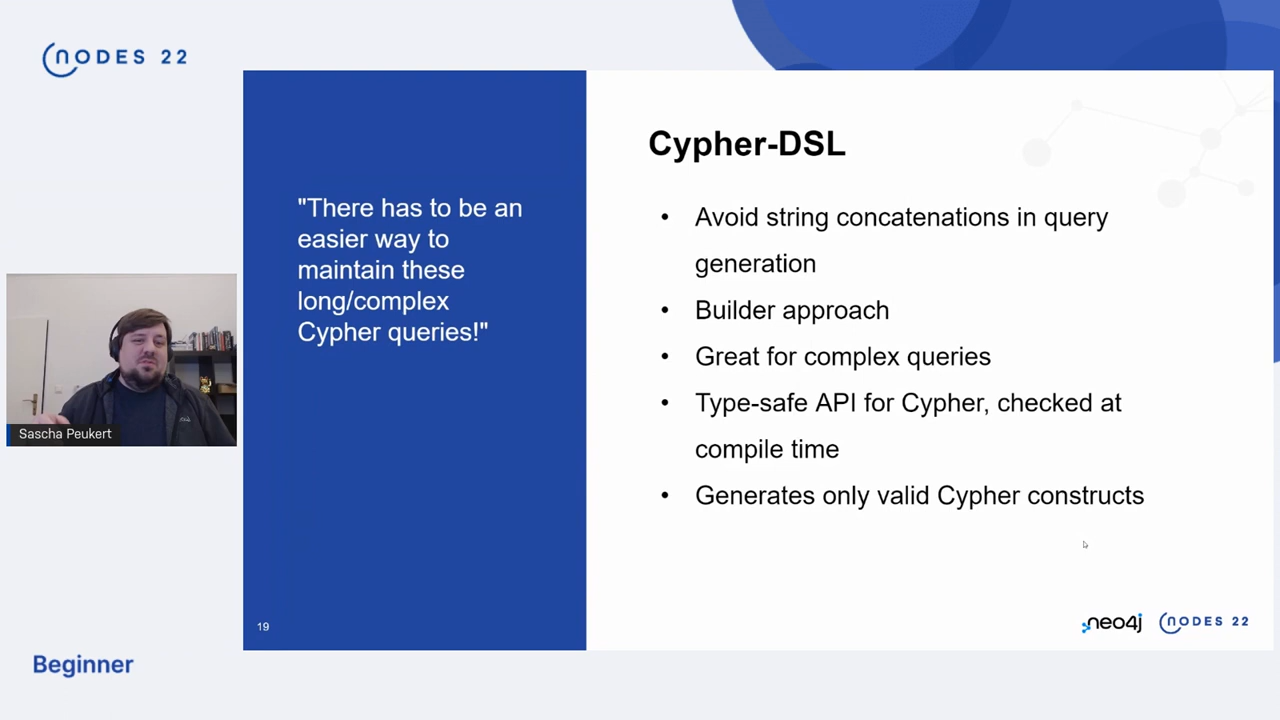 NODES 22
"There has to be an
easier way to
maintain these
long/complex
Cypher queries!"
Cypher-DSL
• Avoid string concatenations in query
generation
• Builder approach
• Great for complex queries
• Type-safe API for Cypher, checked at
compile time
• Generates only valid Cypher constructs
Sascha Peukert
19
neo4j NODES 22
Beginner